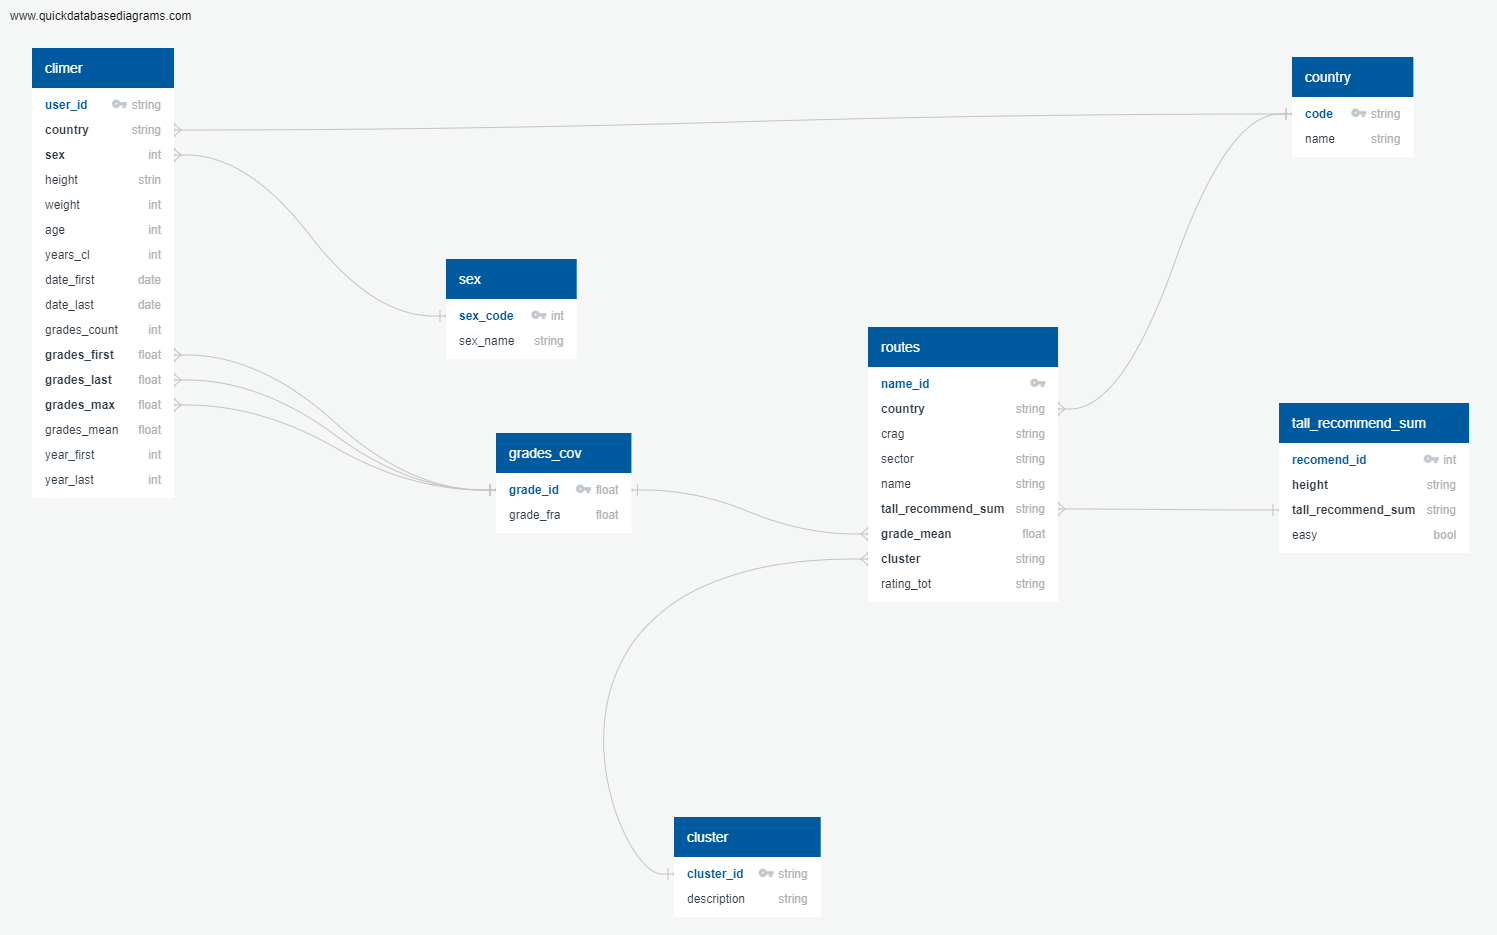 www.quickdatabasediagrams.com
climer
user_id string
country string
sex int
height strin
weight int
age int
years_cl int
date_first date
date_last date
grades_count int
grades_first float
grades_last float
grades_max float
grades_mean float
year_first int
year_last int
country
code string
name string
sex
sex_code int
sex_name string
routes
name_id
country string
crag string
sector string
name string
tall_recommend_sum string
grade_mean float
cluster string
rating_tot string
tall_recommend_sum
recomend_id int
height string
tall_recommend_sum string
easy bool
grades_cov
grade_id float
grade_fra float
cluster
cluster_id string
description string